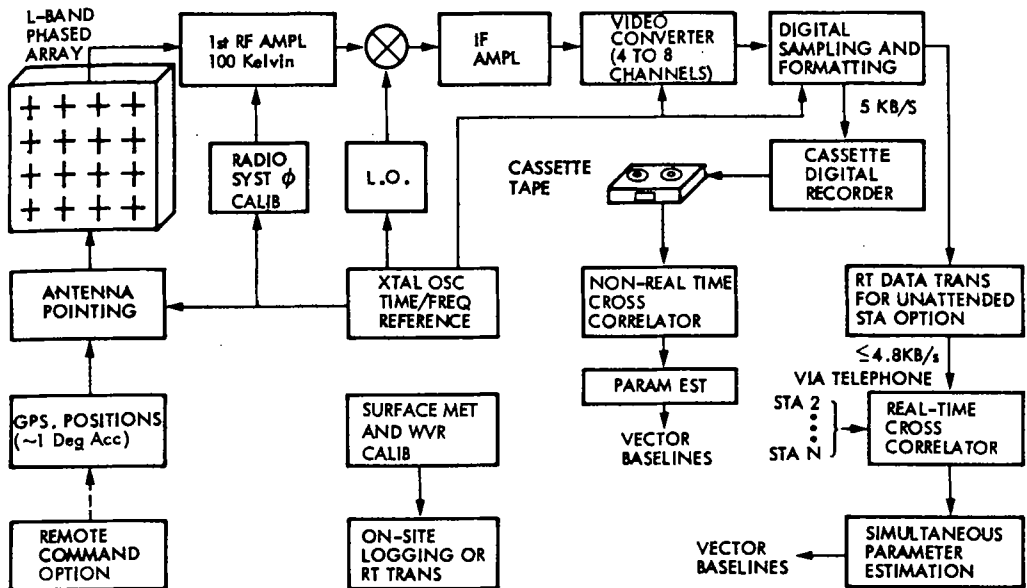 L-BAND
PHASED
ARRAY
1st RF AMPL
100 Kelvin
IF
AMPL
VIDEO
CONVERTER
(4 TO 8
CHANNELS)
DIGITAL
SAMPLING AND
FORMATTING
5 KB/S
RADIO
SYST ϕ
CALIB
L.O.
CASSETTE
TAPE
CASSETTE
DIGITAL
RECORDER
ANTENNA
POINTING
XTAL OSC
TIME/FREQ
REFERENCE
NON-REAL TIME
CROSS
CORRELATOR
RT DATA TRANS
FOR UNATTENDED
STA OPTION
≤4.8KB/s
VIA TELEPHONE
GPS. POSITIONS
(~1 Deg Acc)
SURFACE MET
AND WVR
CALIB
PARAM EST
VECTOR
BASELINES
STA 2
STA N
REAL-TIME
CROSS
CORRELATOR
REMOTE
COMMAND
OPTION
ON-SITE
LOGGING OR
RT TRANS
VECTOR
BASELINES
SIMULTANEOUS
PARAMETER
ESTIMATION